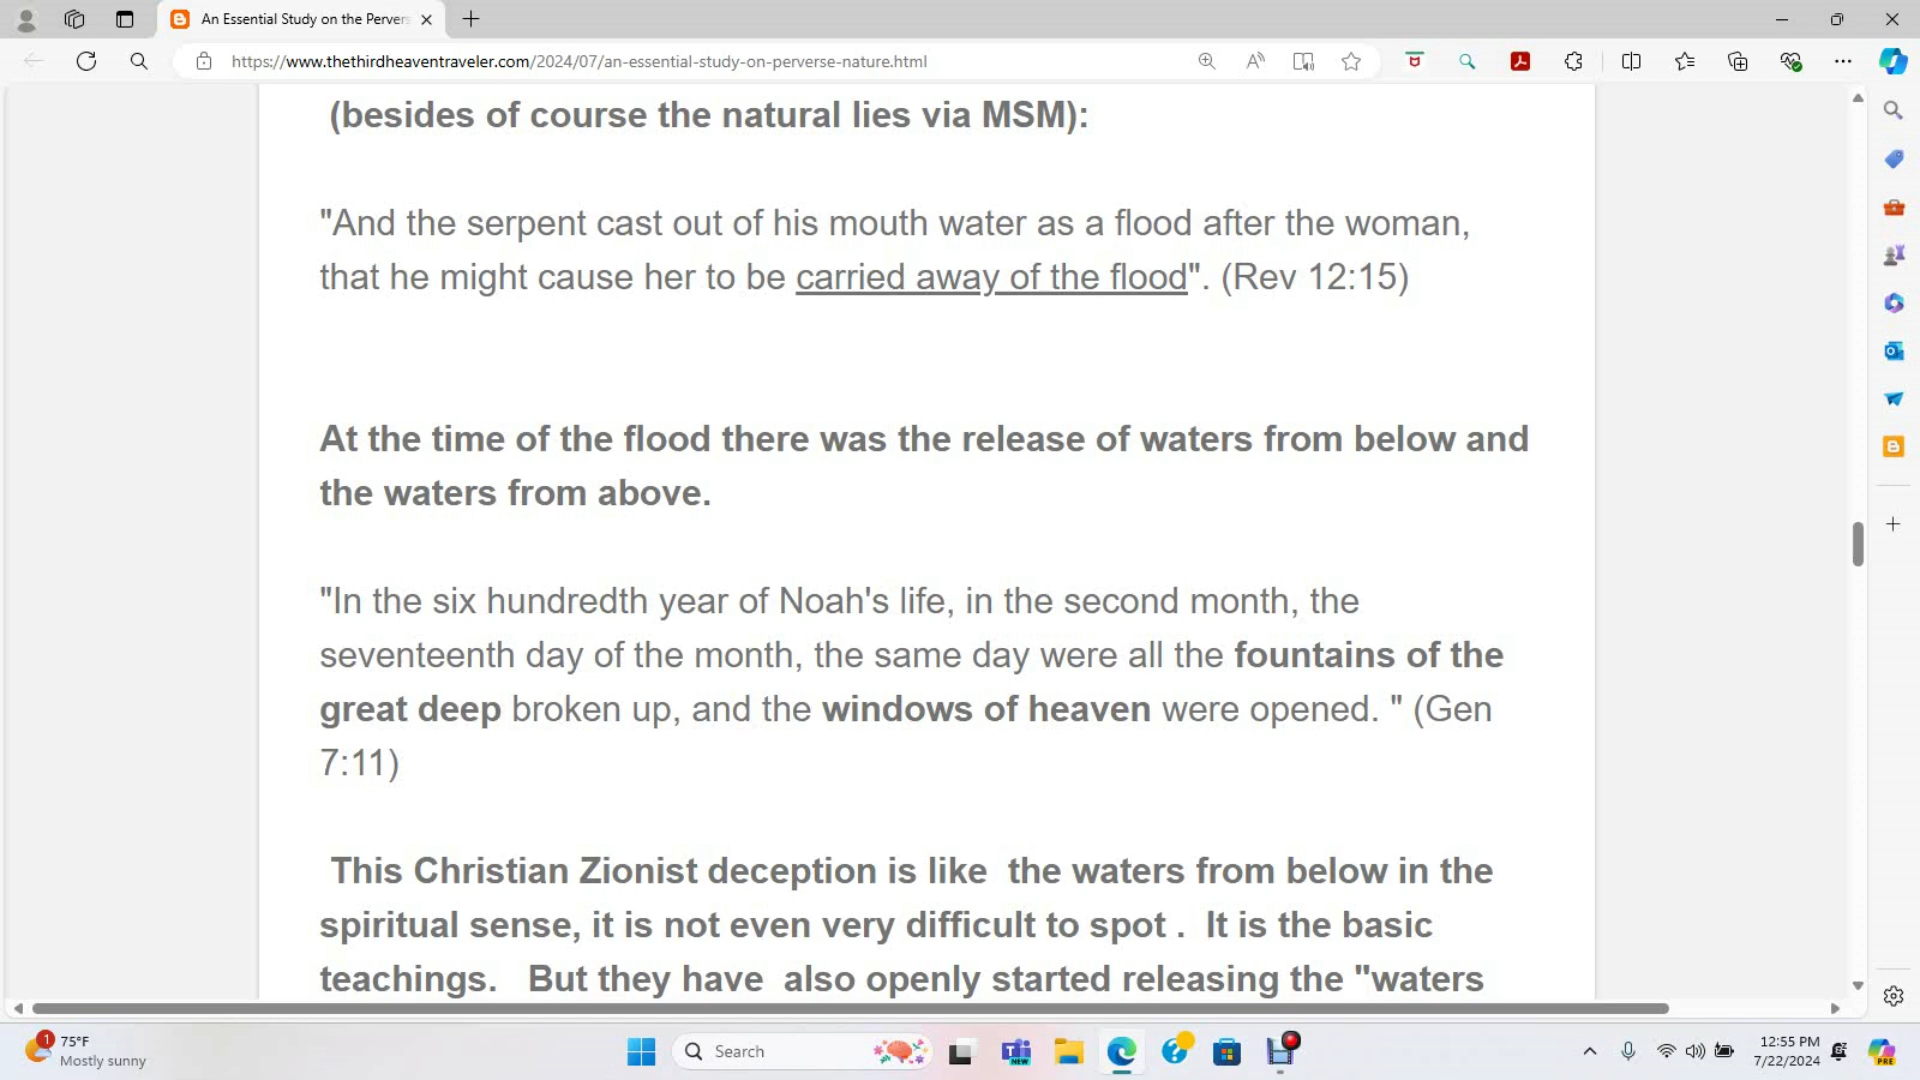 An Essential Study on the Pervers
https://www.thethirdheaventraveler.com/2024/07/an-essential-study-on-perverse-nature.html
(besides of course the natural lies via MSM):
"And the serpent cast out of his mouth water as a flood after the woman,
that he might cause her to be carried away of the flood". (Rev 12:15)
At the time of the flood there was the release of waters from below and
the waters from above.
"In the six hundredth year of Noah's life, in the second month, the
seventeenth day of the month, the same day were all the fountains of the
great deep broken up, and the windows of heaven were opened. " (Gen
7:11)
This Christian Zionist deception is like  the waters from below in the
spiritual sense, it is not even very difficult to spot .  It is the basic
teachings.   But they have  also openly started releasing the "waters
1
75°F
Mostly sunny
Search
NEW
12:55 PM
7/22/2024
PRE